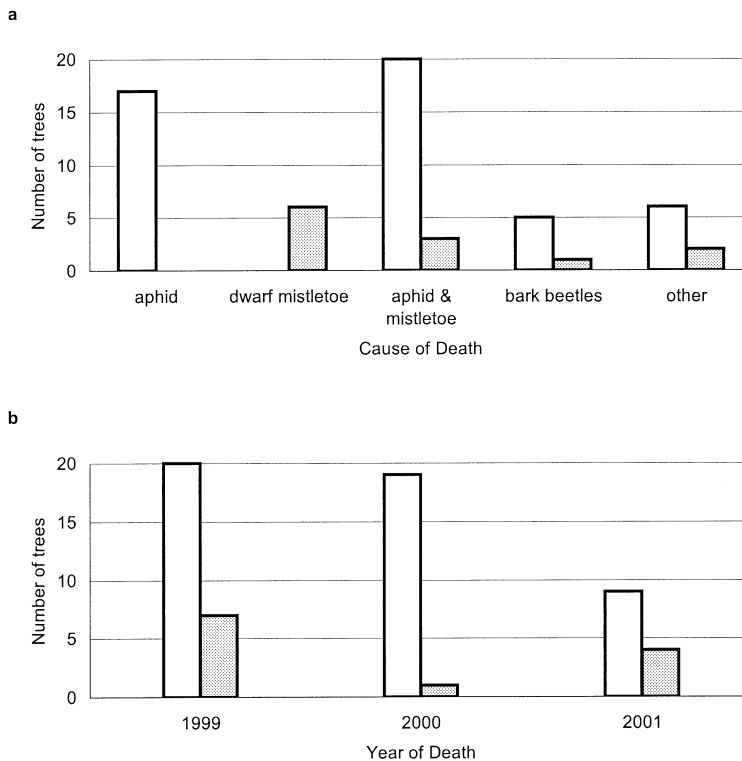 a
20
15
10
5
0
Number of trees
aphid
dwarf mistletoe
aphid &
mistletoe
bark beetles
other
Cause of Death
b
20
15
10
5
0
Number of trees
1999
2000
2001
Year of Death